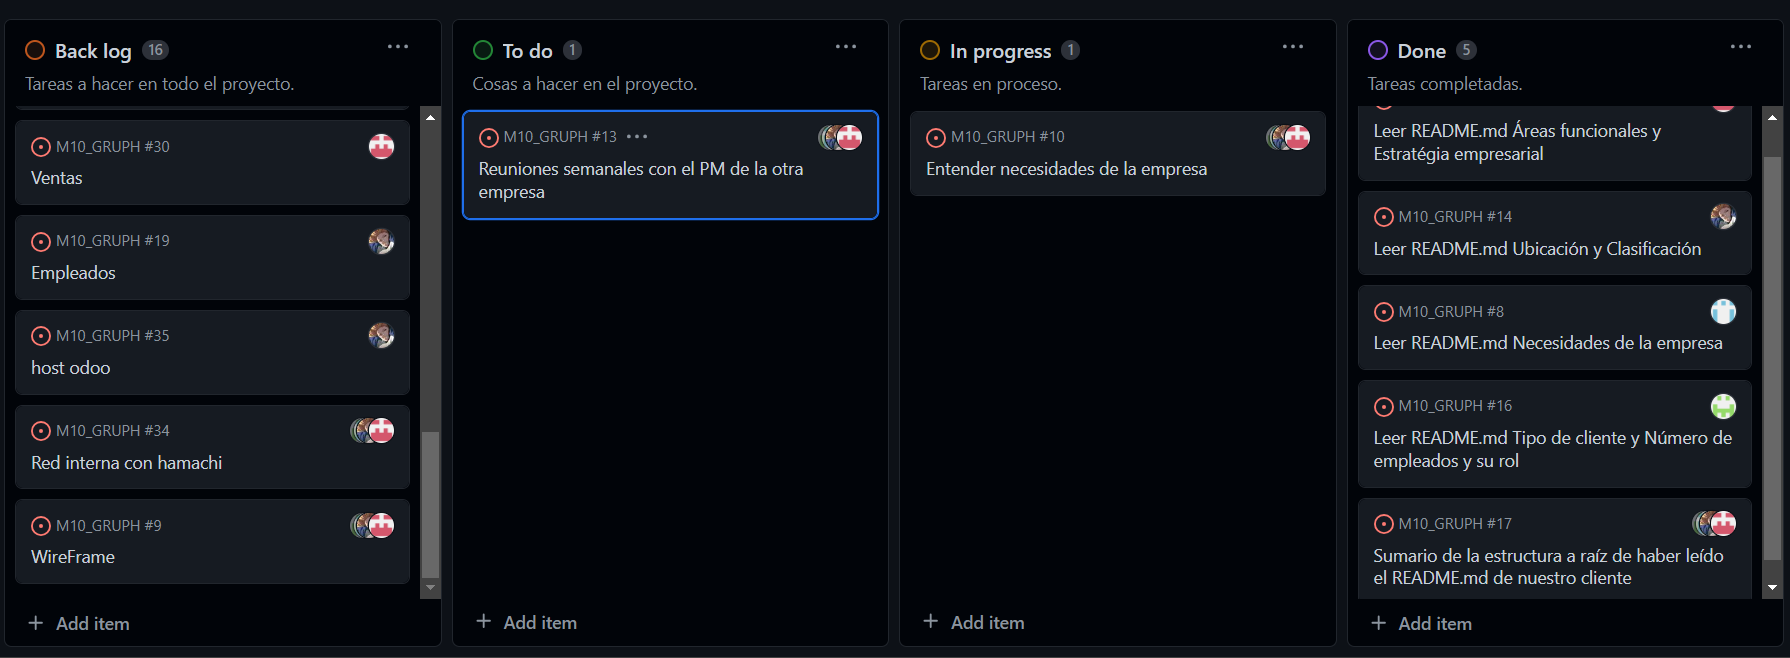 Back log 16
Tareas a hacer en todo el proyecto.
M10_GRUPH #30
Ventas
M10_GRUPH #19
Empleados
M10_GRUPH #35
host odoo
M10_GRUPH #34
Red interna con hamachi
M10_GRUPH #9
WireFrame
+ Add item
To do 1
Cosas a hacer en el proyecto.
M10_GRUPH #13
Reuniones semanales con el PM de la otra
empresa
+ Add item
In progress 1
Tareas en proceso.
M10_GRUPH #10
Entender necesidades de la empresa
+ Add item
Done 5
Tareas completadas.
Leer README.md Áreas funcionales y
Estratégia empresarial
M10_GRUPH #14
Leer README.md Ubicación y Clasificación
M10_GRUPH #8
Leer README.md Necesidades de la empresa
M10_GRUPH #16
Leer README.md Tipo de cliente y Número de
empleados y su rol
M10_GRUPH #17
Sumario de la estructura a raíz de haber leído
el README.md de nuestro cliente
+ Add item